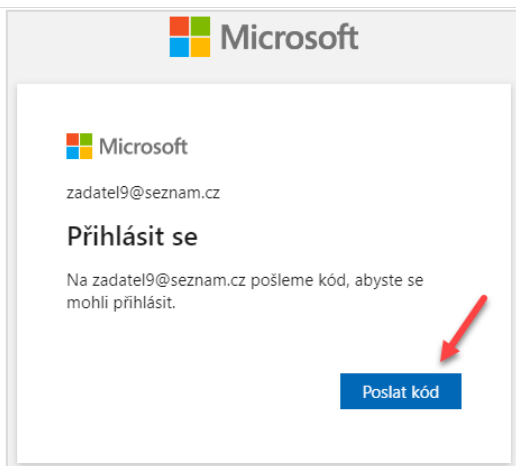 Microsoft
Microsoft
zadatel9@seznam.cz
Přihlásit se
Na zadatel9@seznam.cz pošleme kód, abyste se
mohli přihlásit.
Poslat kód